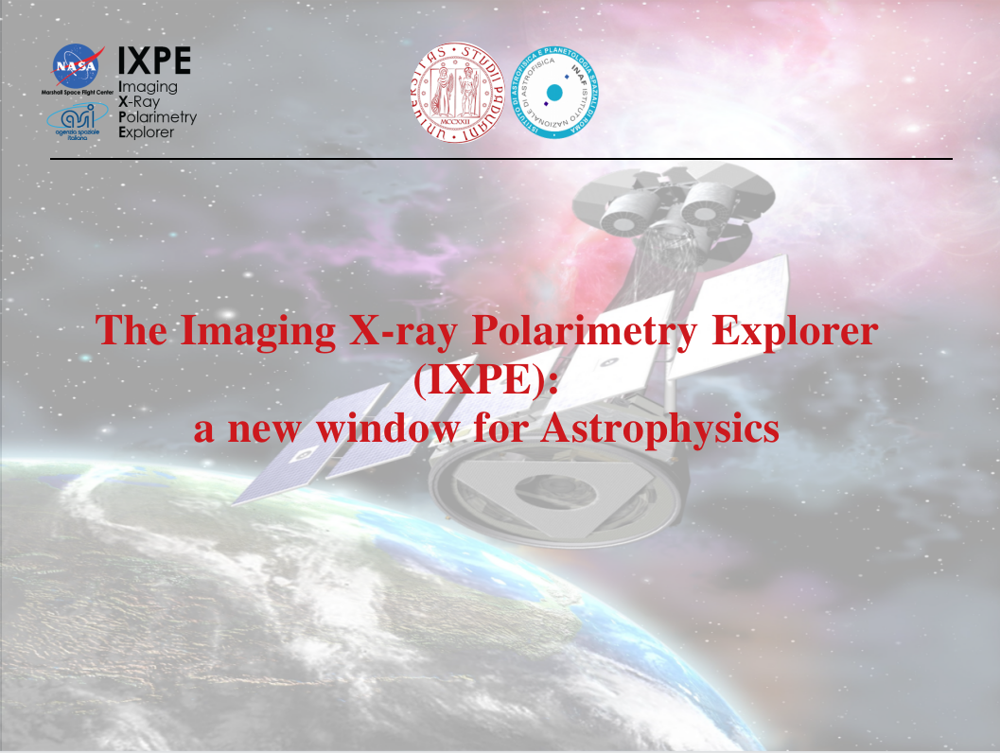 NASA
Marshall Space Flight Center
asi
agenzia spaziale
italiana
IXPE
Imaging
X-Ray
Polarimetry
Explorer
UNIVERSITAS • STUDII PADUANI •
MCCXXII
ISTITUTO DI ASTROFISICA E PLANETOLOGIA SPAZIALI DI ROMA
INAF ISTITUTO NAZIONALE DI ASTROFISICA
The Imaging X-ray Polarimetry Explorer
(IXPE):
a new window for Astrophysics